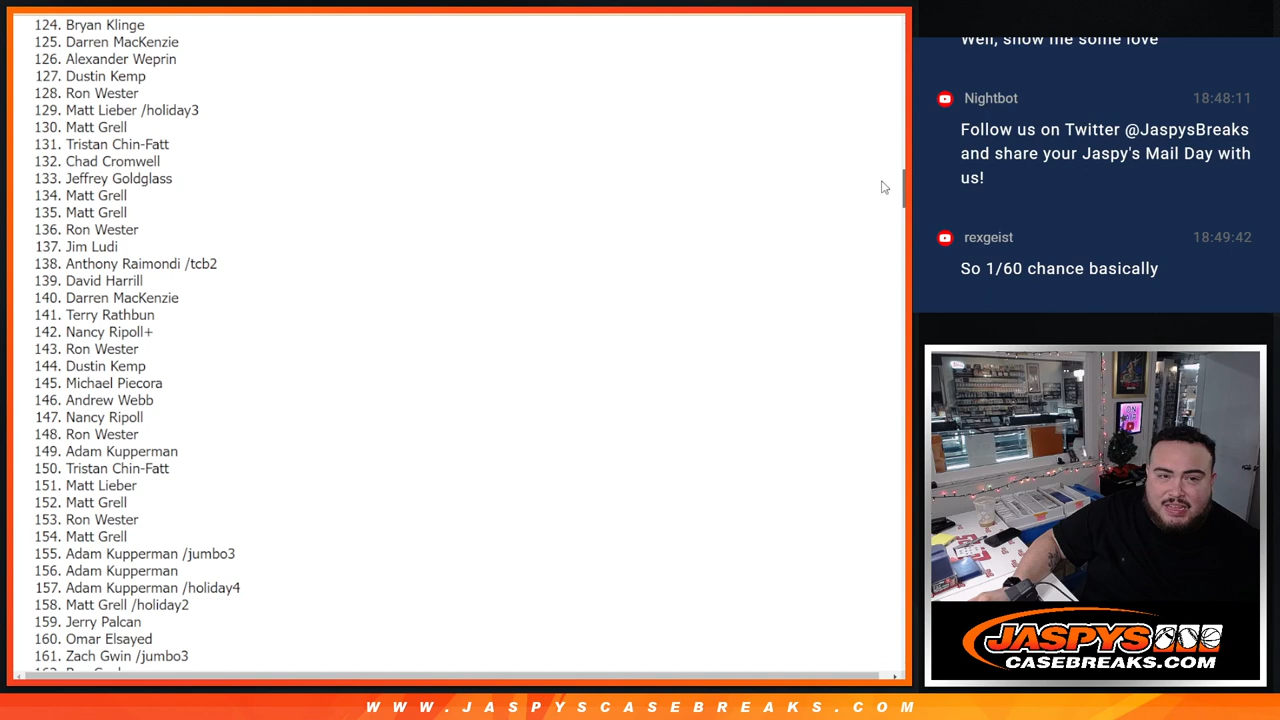 124. Bryan Klinge
125. Darren MacKenzie
126. Alexander Weprin
127. Dustin Kemp
128. Ron Wester
129. Matt Lieber /holiday3
130. Matt Grell
131. Tristan Chin-Fatt
132. Chad Cromwell
133. Jeffrey Goldglass
134. Matt Grell
135. Matt Grell
136. Ron Wester
137. Jim Ludi
138. Anthony Raimondi /tcb2
139. David Harrill
140. Darren MacKenzie
141. Terry Rathbun
142. Nancy Ripoll+
143. Ron Wester
144. Dustin Kemp
145. Michael Piecora
146. Andrew Webb
147. Nancy Ripoll
148. Ron Wester
149. Adam Kupperman
150. Tristan Chin-Fatt
151. Matt Lieber
152. Matt Grell
153. Ron Wester
154. Matt Grell
155. Adam Kupperman /jumbo3
156. Adam Kupperman
157. Adam Kupperman /holiday4
158. Matt Grell /holiday2
159. Jerry Palcan
160. Omar Elsayed
161. Zach Gwin /jumbo3
Well, show me some love
Nightbot 18:48:11
Follow us on Twitter @JaspysBreaks
and share your Jaspy's Mail Day with
us!
rexgeist 18:49:42
So 1/60 chance basically
JASPYS
CASEBREAKS.COM
WWW.JASPYSCASEBREAKS.COM